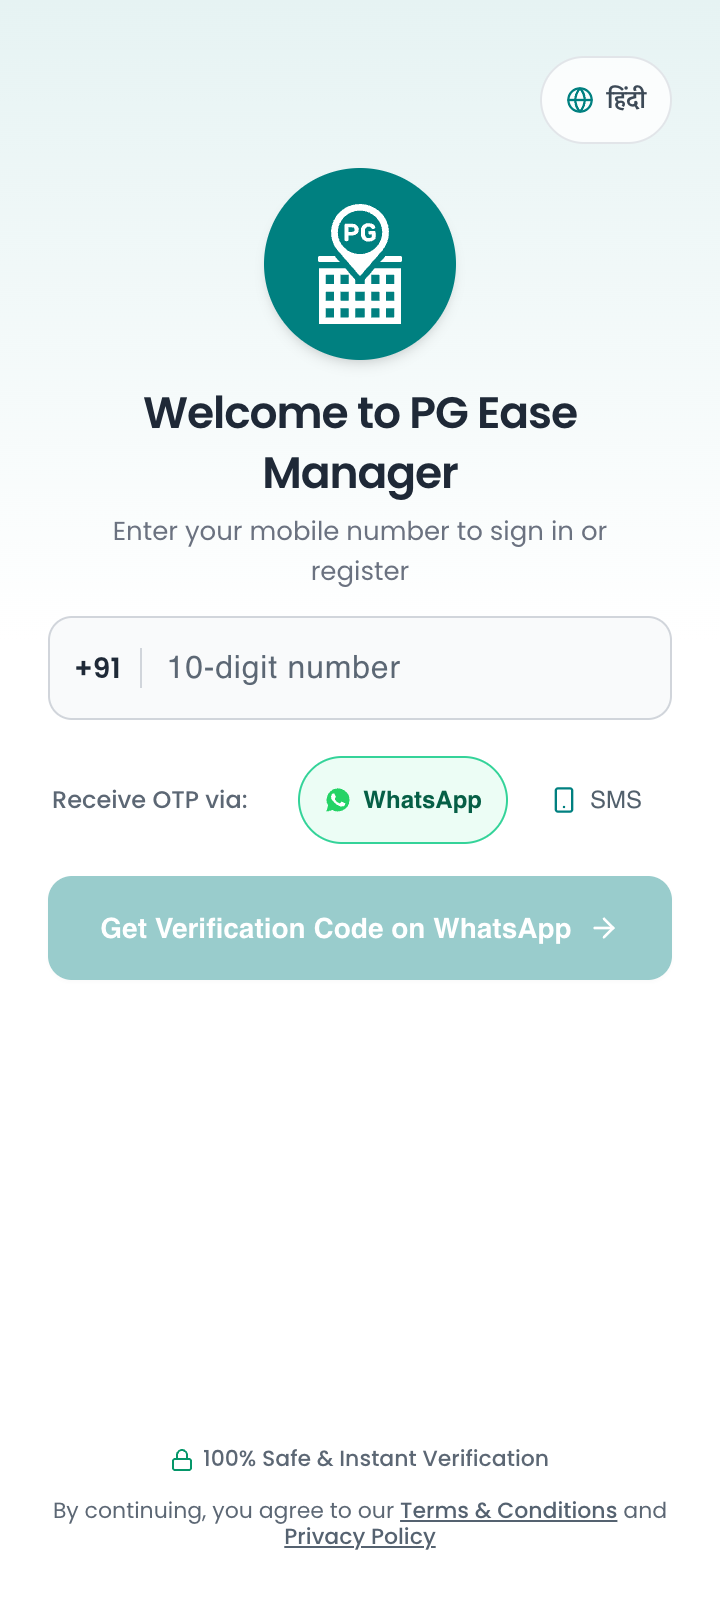 हिंदी
PG
Welcome to PG Ease
Manager
Enter your mobile number to sign in or
register
+91 10-digit number
Receive OTP via: WhatsApp SMS
Get Verification Code on WhatsApp →
100% Safe & Instant Verification
By continuing, you agree to our Terms & Conditions and
Privacy Policy